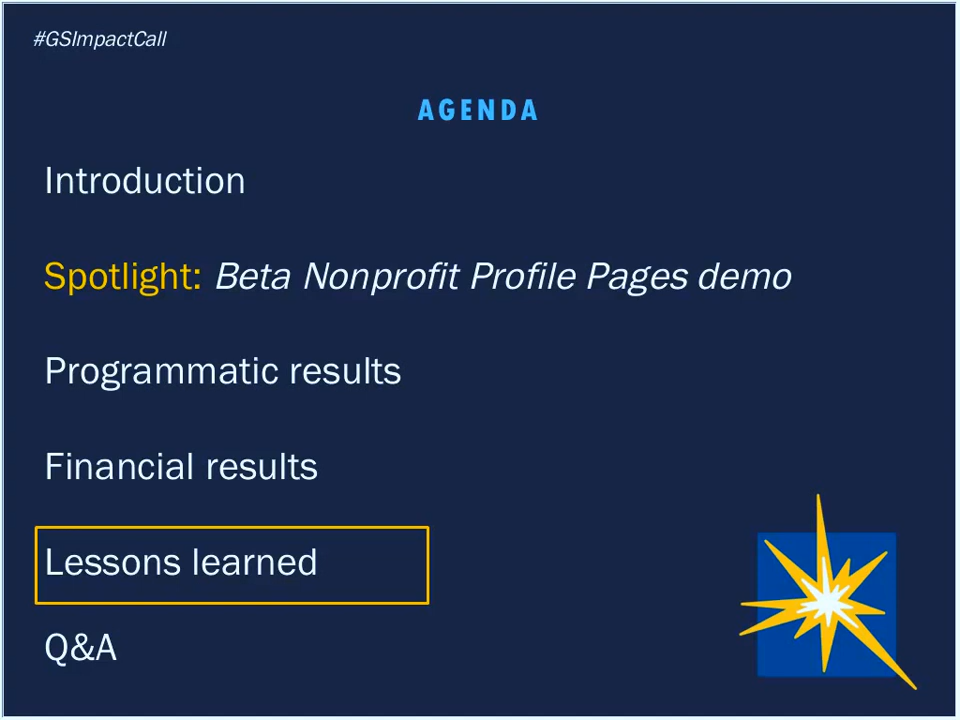 #GSImpactCall
AGENDA
Introduction
Spotlight: Beta Nonprofit Profile Pages demo
Programmatic results
Financial results
Lessons learned
Q&A